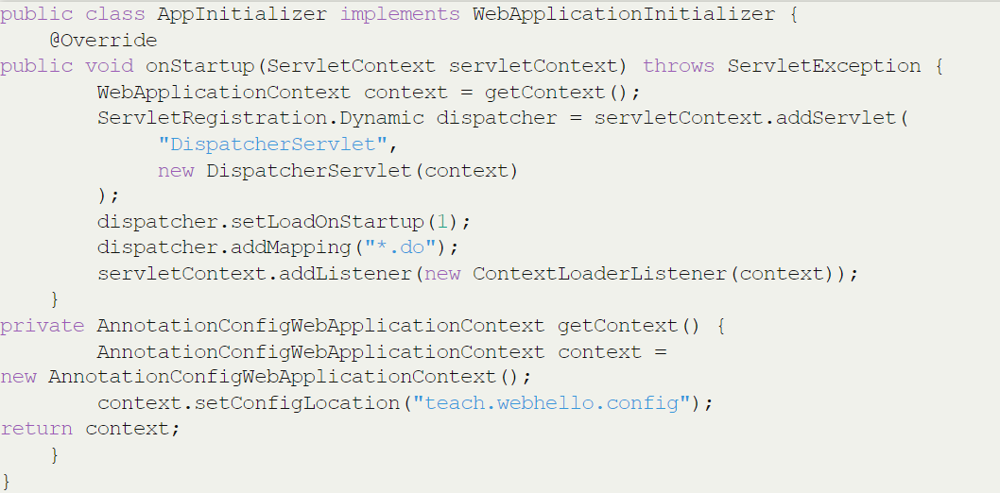 public class AppInitializer implements WebApplicationInitializer {
    @Override
public void onStartup(ServletContext servletContext) throws ServletException {
        WebApplicationContext context = getContext();
        ServletRegistration.Dynamic dispatcher = servletContext.addServlet(
             "DispatcherServlet",
             new DispatcherServlet(context)
        );
        dispatcher.setLoadOnStartup(1);
        dispatcher.addMapping("*.do");
        servletContext.addListener(new ContextLoaderListener(context));
    }
private AnnotationConfigWebApplicationContext getContext() {
        AnnotationConfigWebApplicationContext context =
new AnnotationConfigWebApplicationContext();
        context.setConfigLocation("teach.webhello.config");
return context;
    }
}